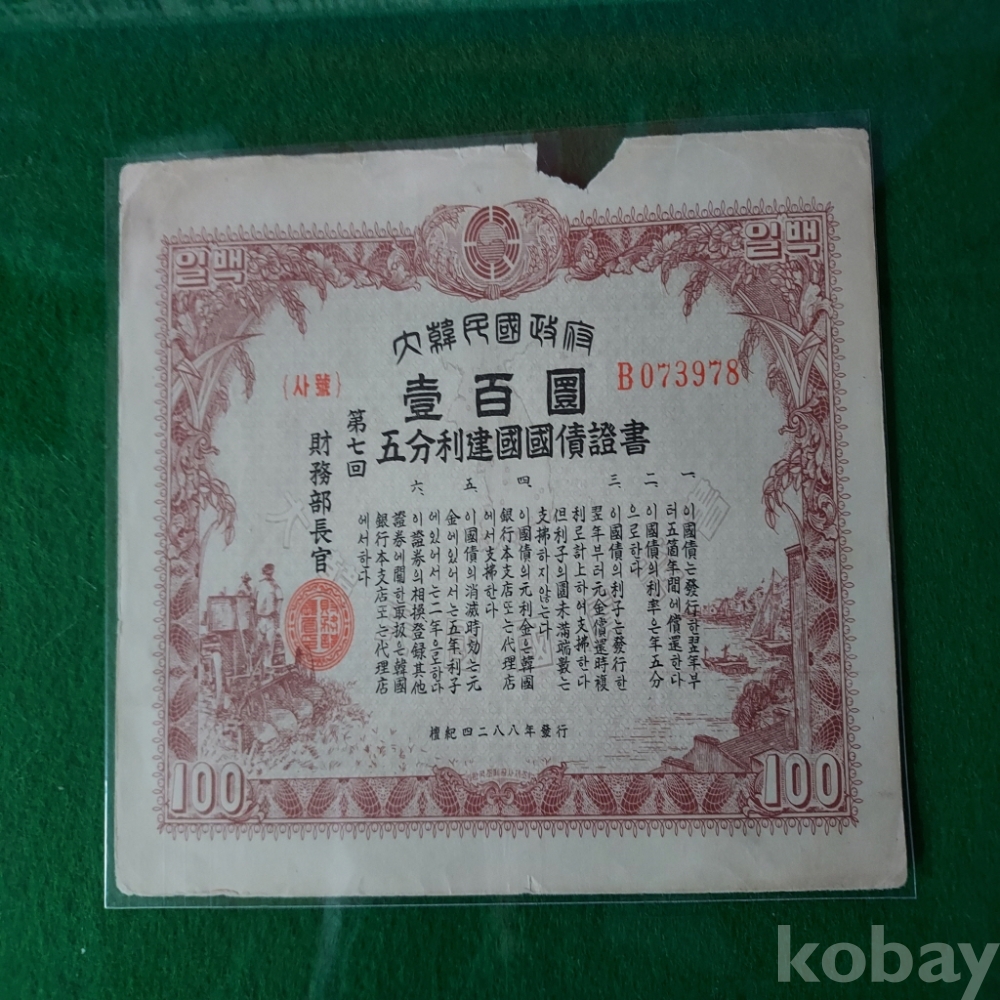 일백
일백
大韓民國政府
{사號}
B073978
壹百圜
第七回
五分利建國國債證書
財務部長官
一、이國債는發行한翌年부
터五箇年間에償還한다
二、이國債의利率은年五分
으로한다
三、이國債의利子는發行한
翌年부터元金償還時複
利로計上하여支拂한다
但利子의圜未滿端數는
支拂하지않는다
四、이國債의元利金은韓國
銀行本支店또는代理店
에서支拂한다
五、이國債의消滅時効는元
金에있어서는五年利子
에있어서는二年으로한다
六、이證券의相換登錄其他
證券에關한取扱은韓國
銀行本支店또는代理店
에서하다
檀紀四二八八年發行
100
100
kobay